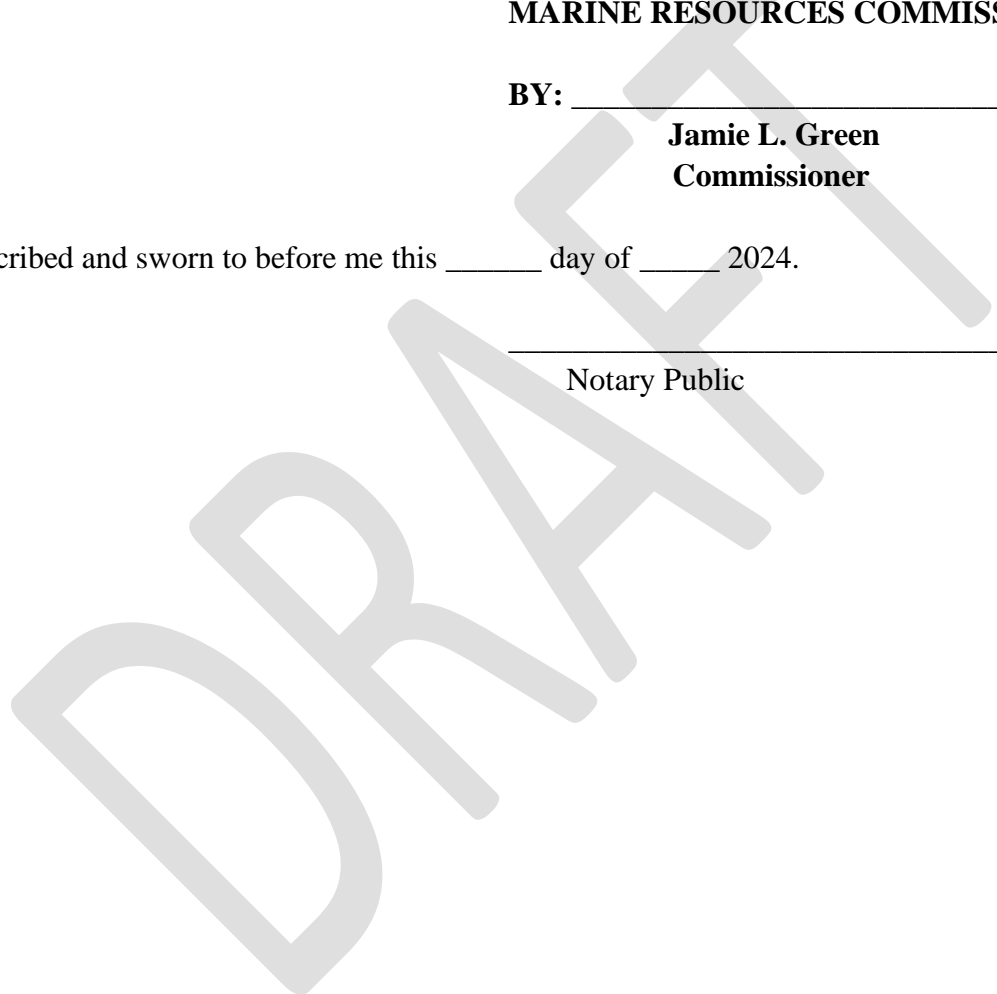 MARINE RESOURCES COMMISS
BY: ___________________________
Jamie L. Green
Commissioner
cribed and sworn to before me this ______ day of _____ 2024.
_______________________________
Notary Public
DRAFT